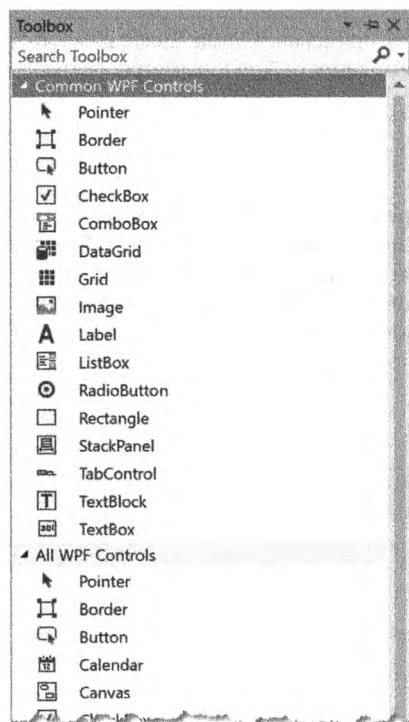 Toolbox
Search Toolbox
Common WPF Controls
Pointer
Border
Button
CheckBox
ComboBox
DataGrid
Grid
Image
Label
ListBox
RadioButton
Rectangle
StackPanel
TabControl
TextBlock
TextBox
All WPF Controls
Pointer
Border
Button
Calendar
Canvas